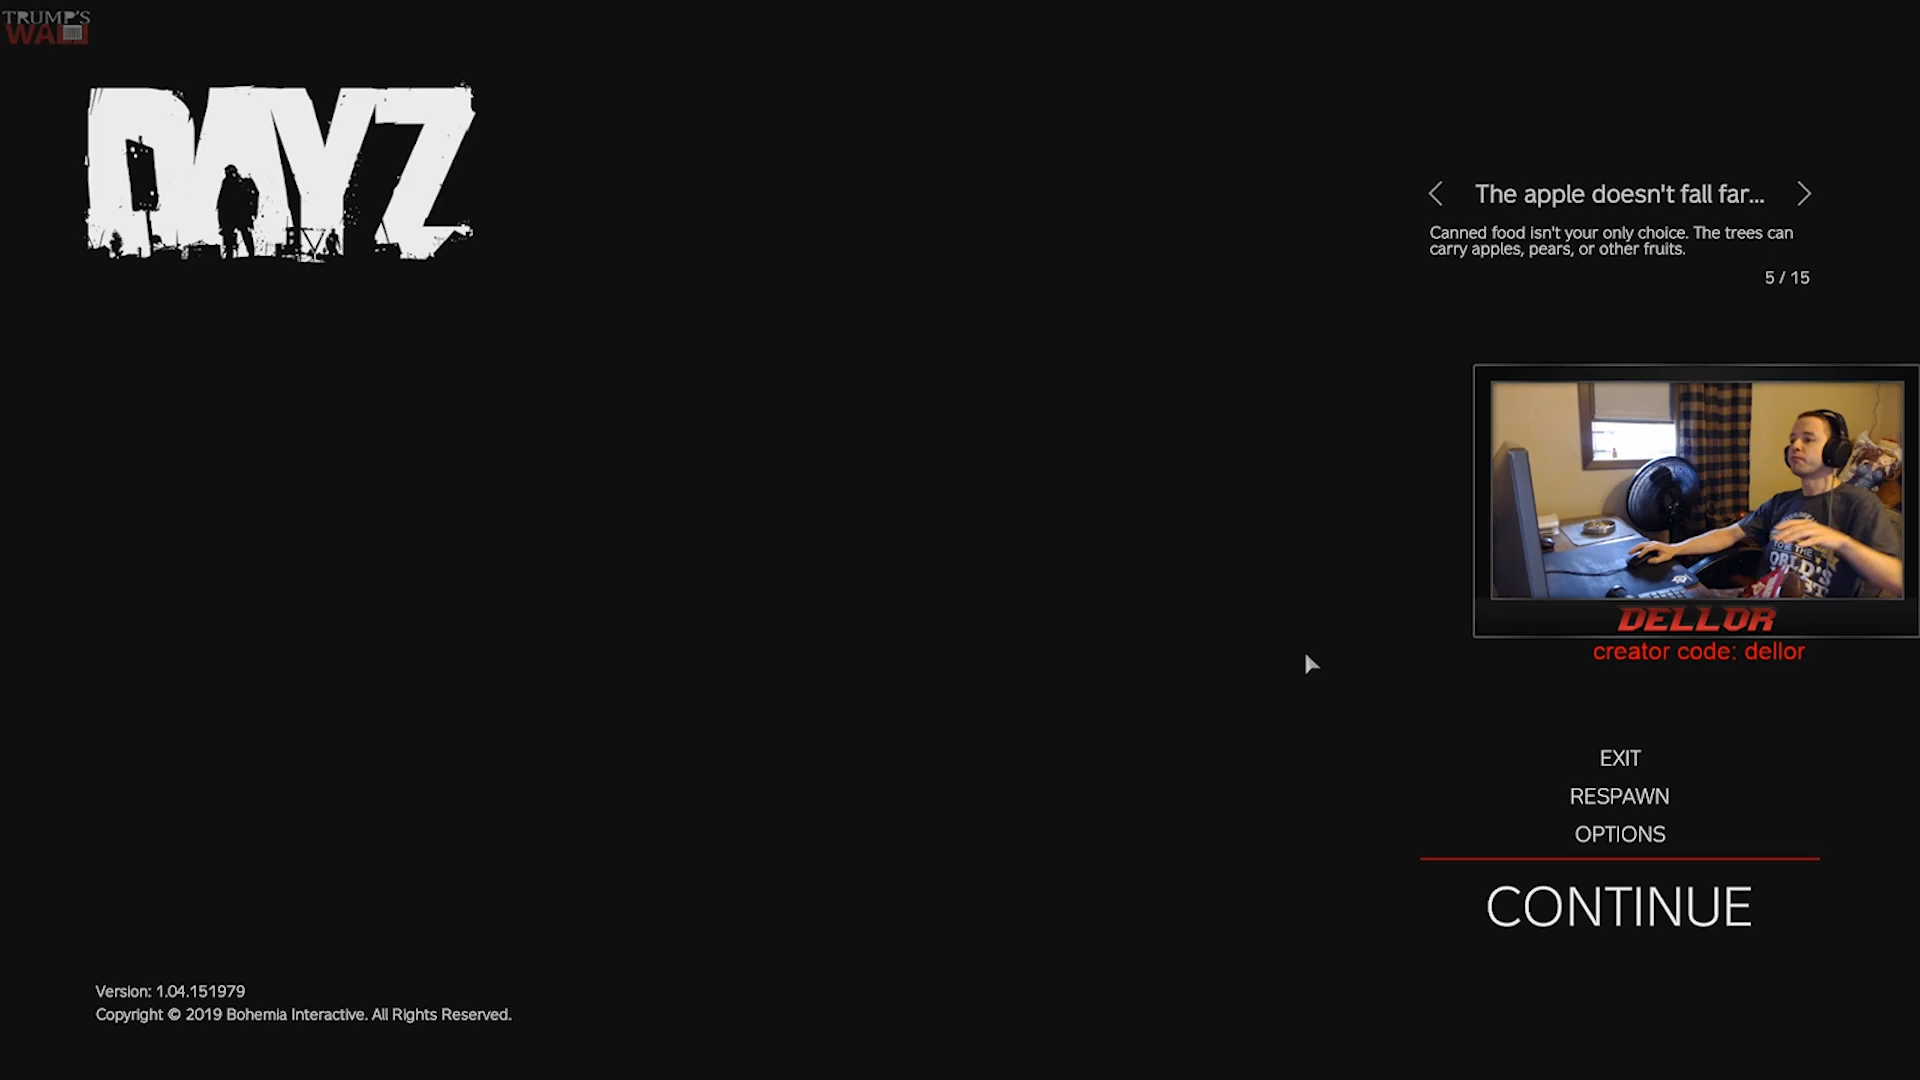 TRUMP'S
WALL
DAYZ
The apple doesn't fall far...
Canned food isn't your only choice. The trees can
carry apples, pears, or other fruits.
5 / 15
DELLOR
creator code: dellor
EXIT
RESPAWN
OPTIONS
CONTINUE
Version: 1.04.151979
Copyright © 2019 Bohemia Interactive. All Rights Reserved.